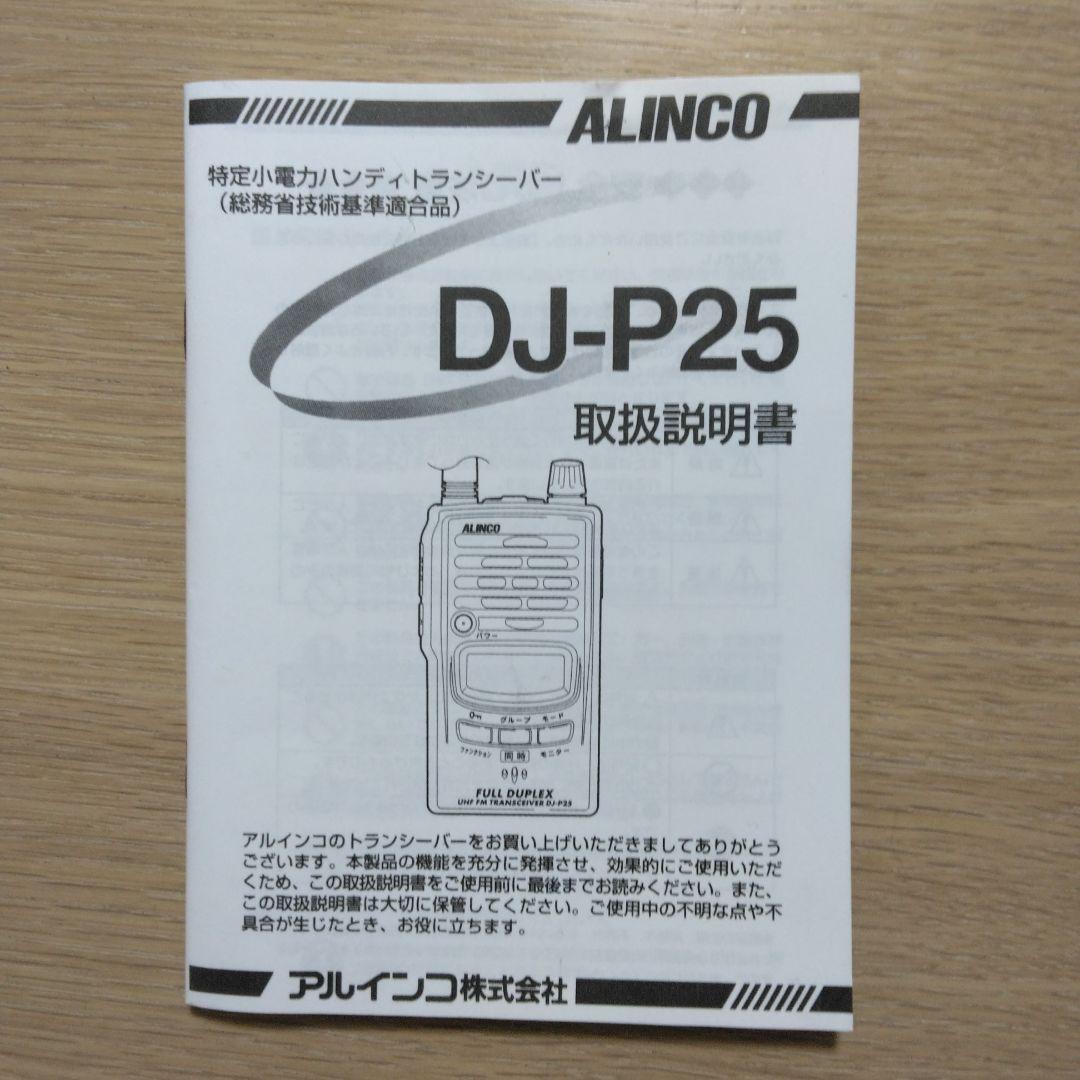 ALINCO
特定小電力ハンディトランシーバー
（総務省技術基準適合品）
DJ-P25
取扱説明書
ALINCO
パワー
グループ モード
ファンクション 同時 モニター
FULL DUPLEX
UHF FM TRANSCEIVER DJ-P25
アルインコのトランシーバーをお買い上げいただきましてありがとう
ございます。本製品の機能を充分に発揮させ、効果的にご使用いただ
くため、この取扱説明書をご使用前に最後までお読みください。また、
この取扱説明書は大切に保管してください。ご使用中の不明な点や不
具合が生じたとき、お役に立ちます。
アルインコ株式会社